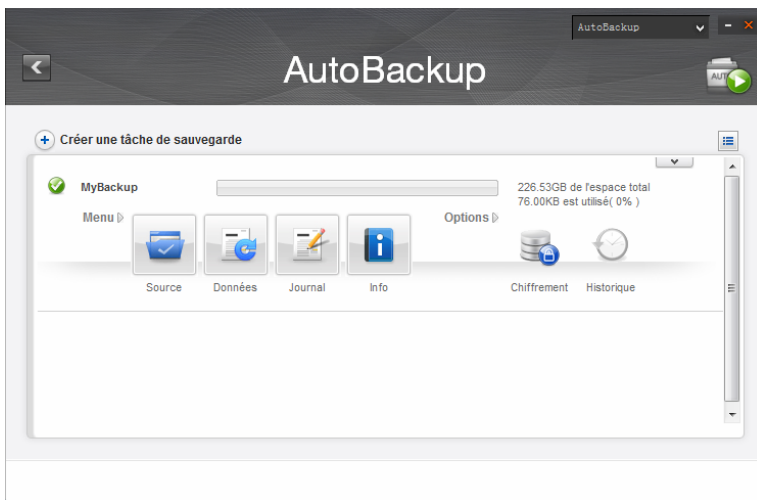 AutoBackup
AutoBackup
AUT
Créer une tâche de sauvegarde
MyBackup
226.53GB de l'espace total
76.00KB est utilisé( 0% )
Menu
Options
Source
Données
Journal
Info
Chiffrement
Historique